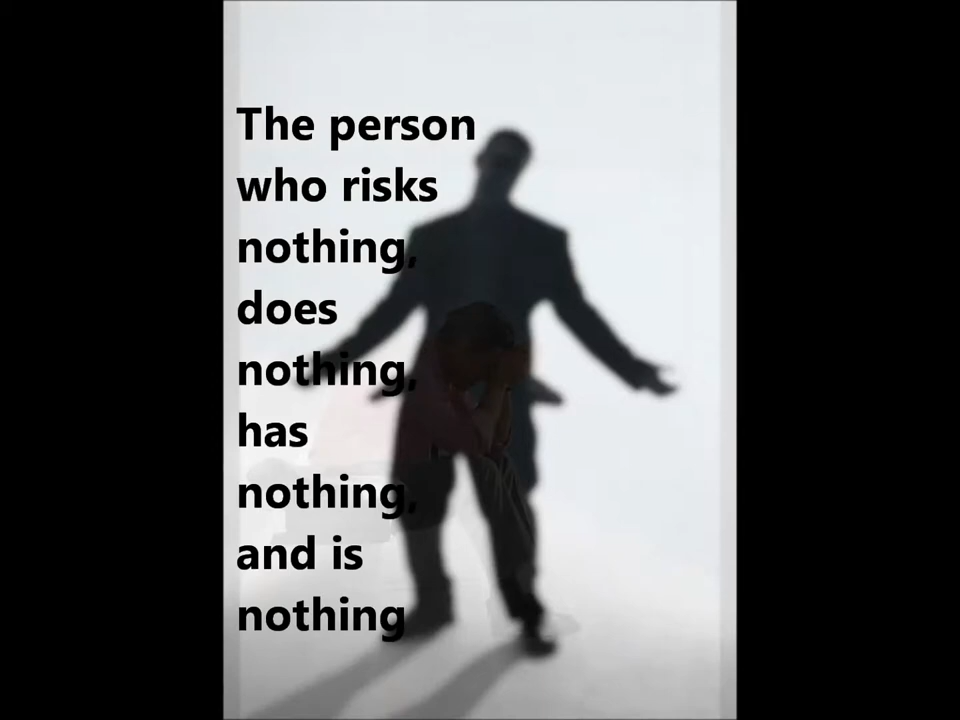 The person
who risks
nothing,
does
nothing,
has
nothing,
and is
nothing